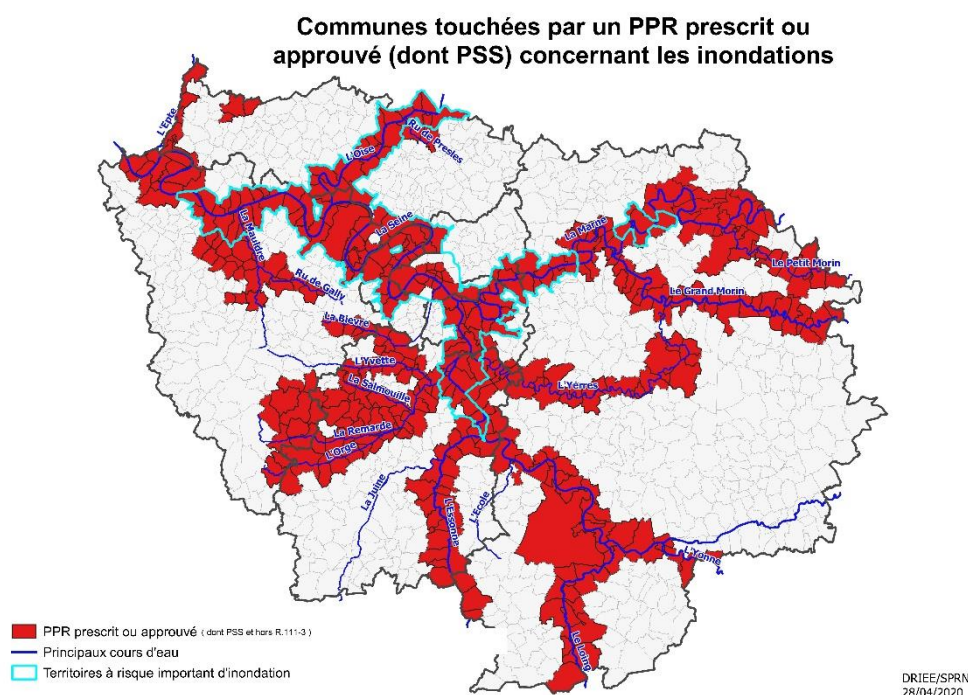 Communes touchées par un PPR prescrit ou
approuvé (dont PSS) concernant les inondations
L'Epte
L'Oise
Ru de Presles
La Seine
La Mauldre
La Marne
Le Petit Morin
Ru de Gally
Le Grand Morin
La Bievre
L'Yvette
L'Yerres
La Salmouille
La Remarde
L'Orge
La Juine
L'Essonne
L'Ecole
L'Yonne
Le Loing
PPR prescrit ou approuvé ( dont PSS et hors R.111-3 )
Principaux cours d'eau
Territoires à risque important d'inondation
DRIEE/SPRN
28/04/2020